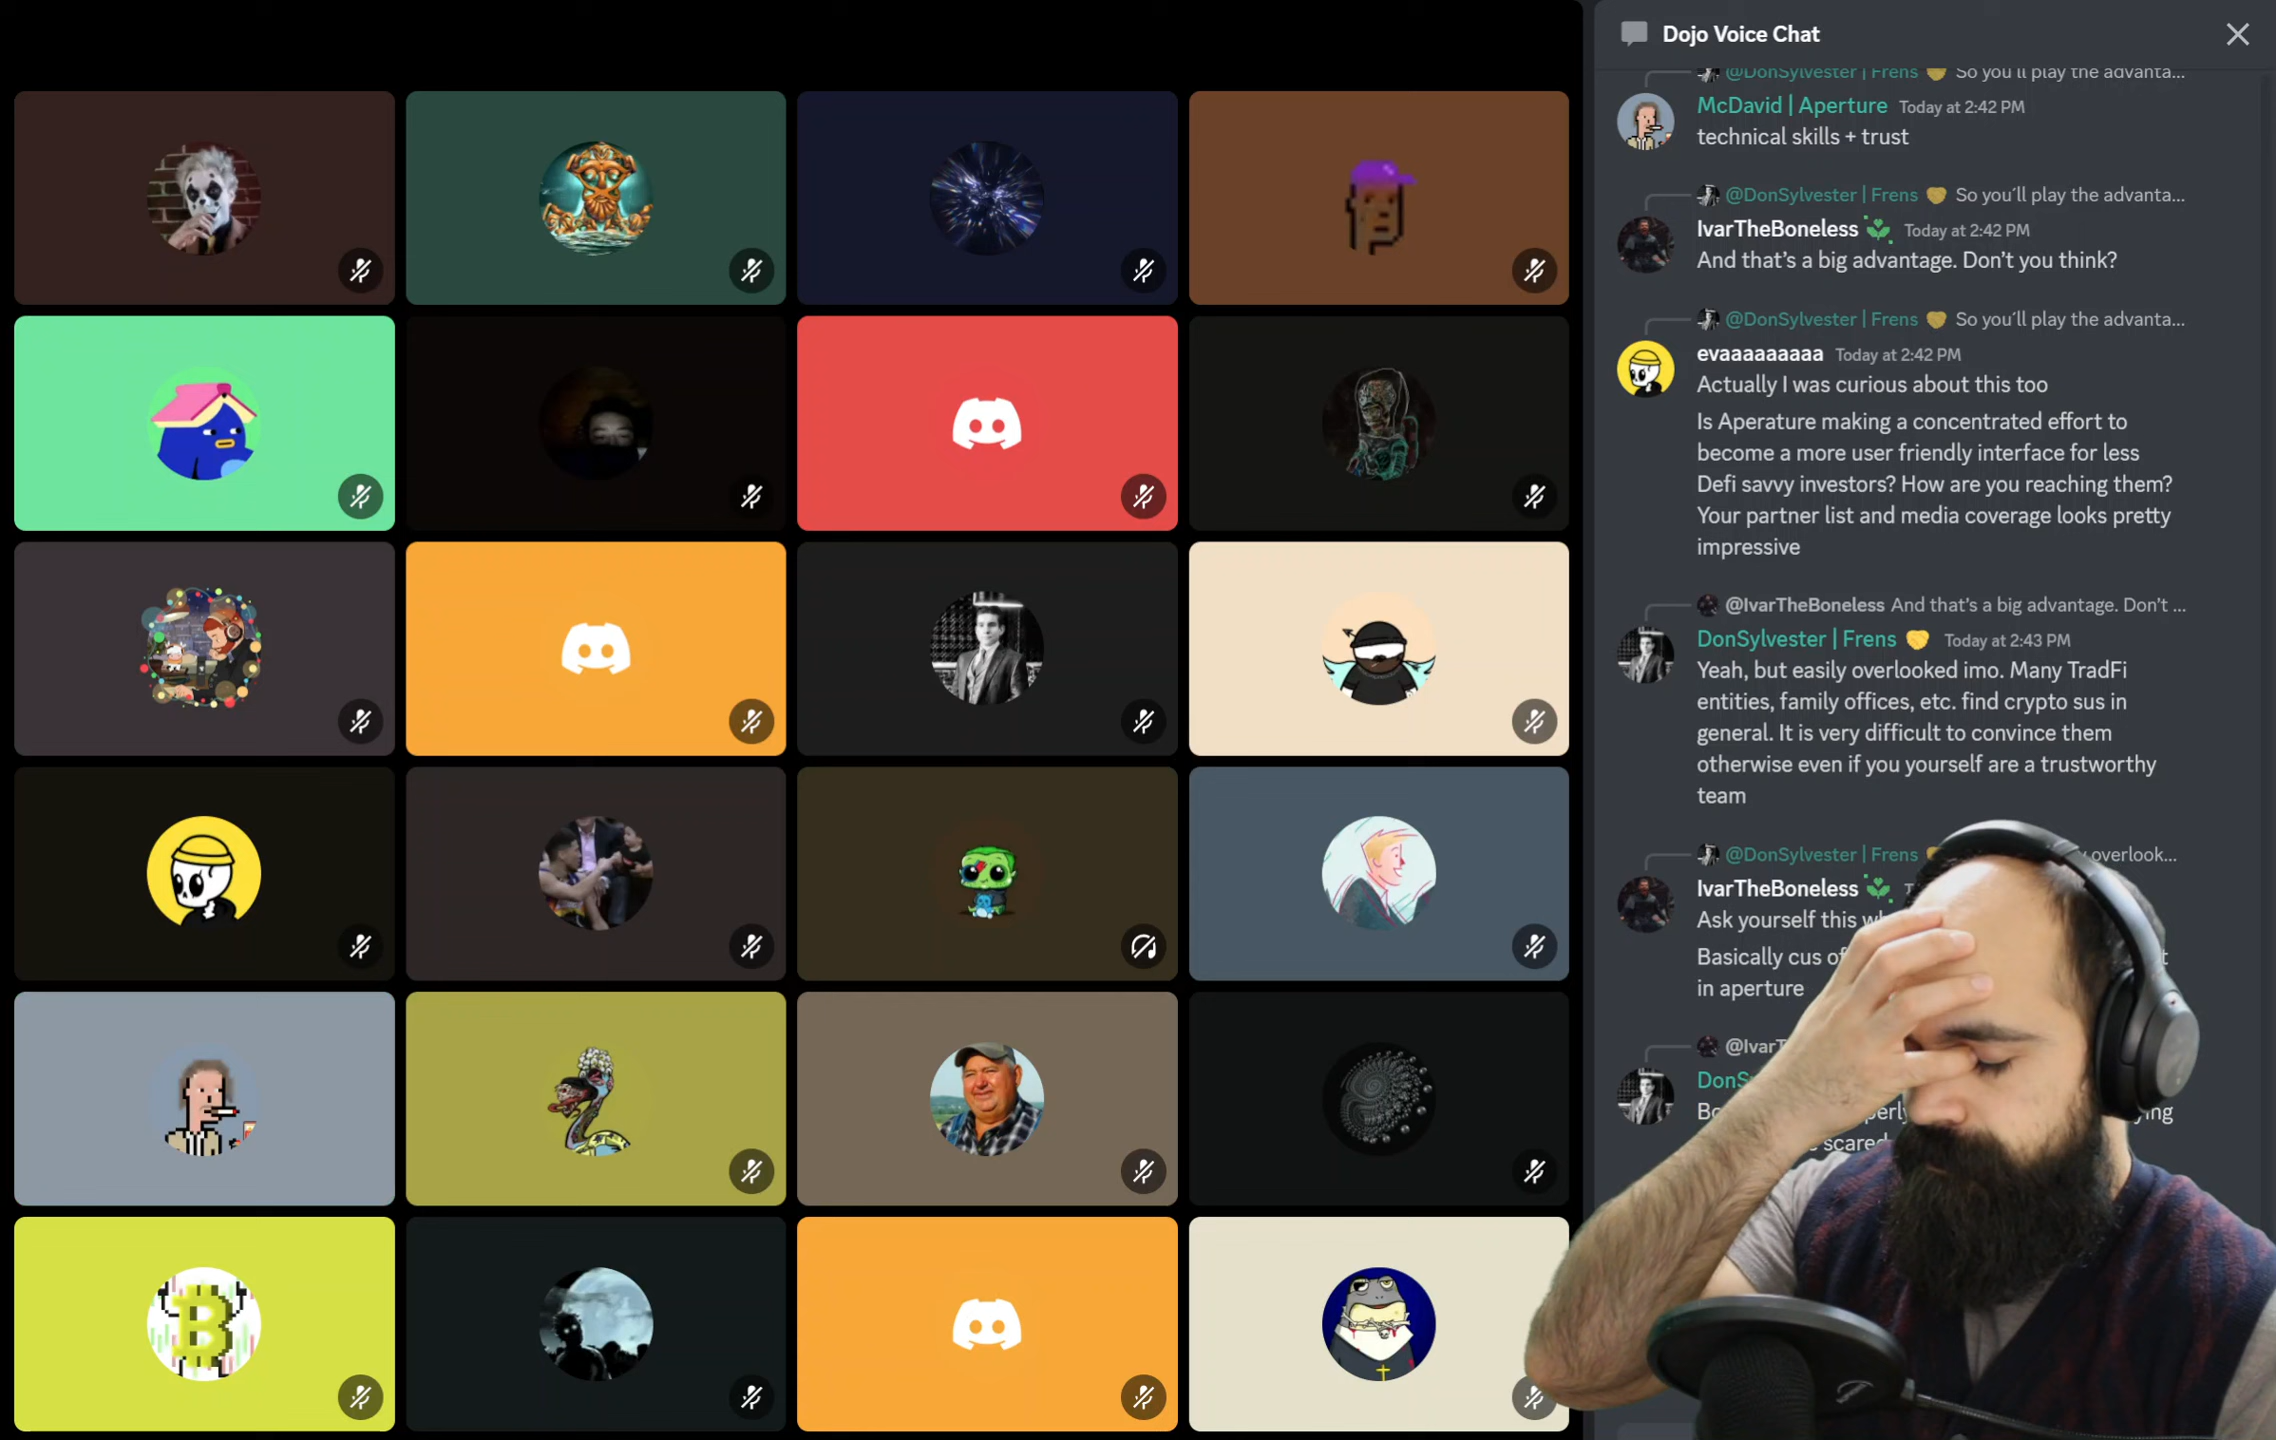 Dojo Voice Chat
@DonSylvester | Frens So you'll play the advanta...
McDavid | Aperture Today at 2:42 PM
technical skills + trust
@DonSylvester | Frens So you´ll play the advanta...
IvarTheBoneless Today at 2:42 PM
And that's a big advantage. Don't you think?
@DonSylvester | Frens So you´ll play the advanta...
evaaaaaaaaaa Today at 2:42 PM
Actually I was curious about this too
Is Aperature making a concentrated effort to
become a more user friendly interface for less
Defi savvy investors? How are you reaching them?
Your partner list and media coverage looks pretty
impressive
@IvarTheBoneless And that's a big advantage. Don't ...
DonSylvester | Frens Today at 2:43 PM
Yeah, but easily overlooked imo. Many TradFi
entities, family offices, etc. find crypto sus in
general. It is very difficult to convince them
otherwise even if you yourself are a trustworthy
team
@DonSylvester | Frens overlook...
IvarTheBoneless
Ask yourself this
Basically cus
in aperture
scared